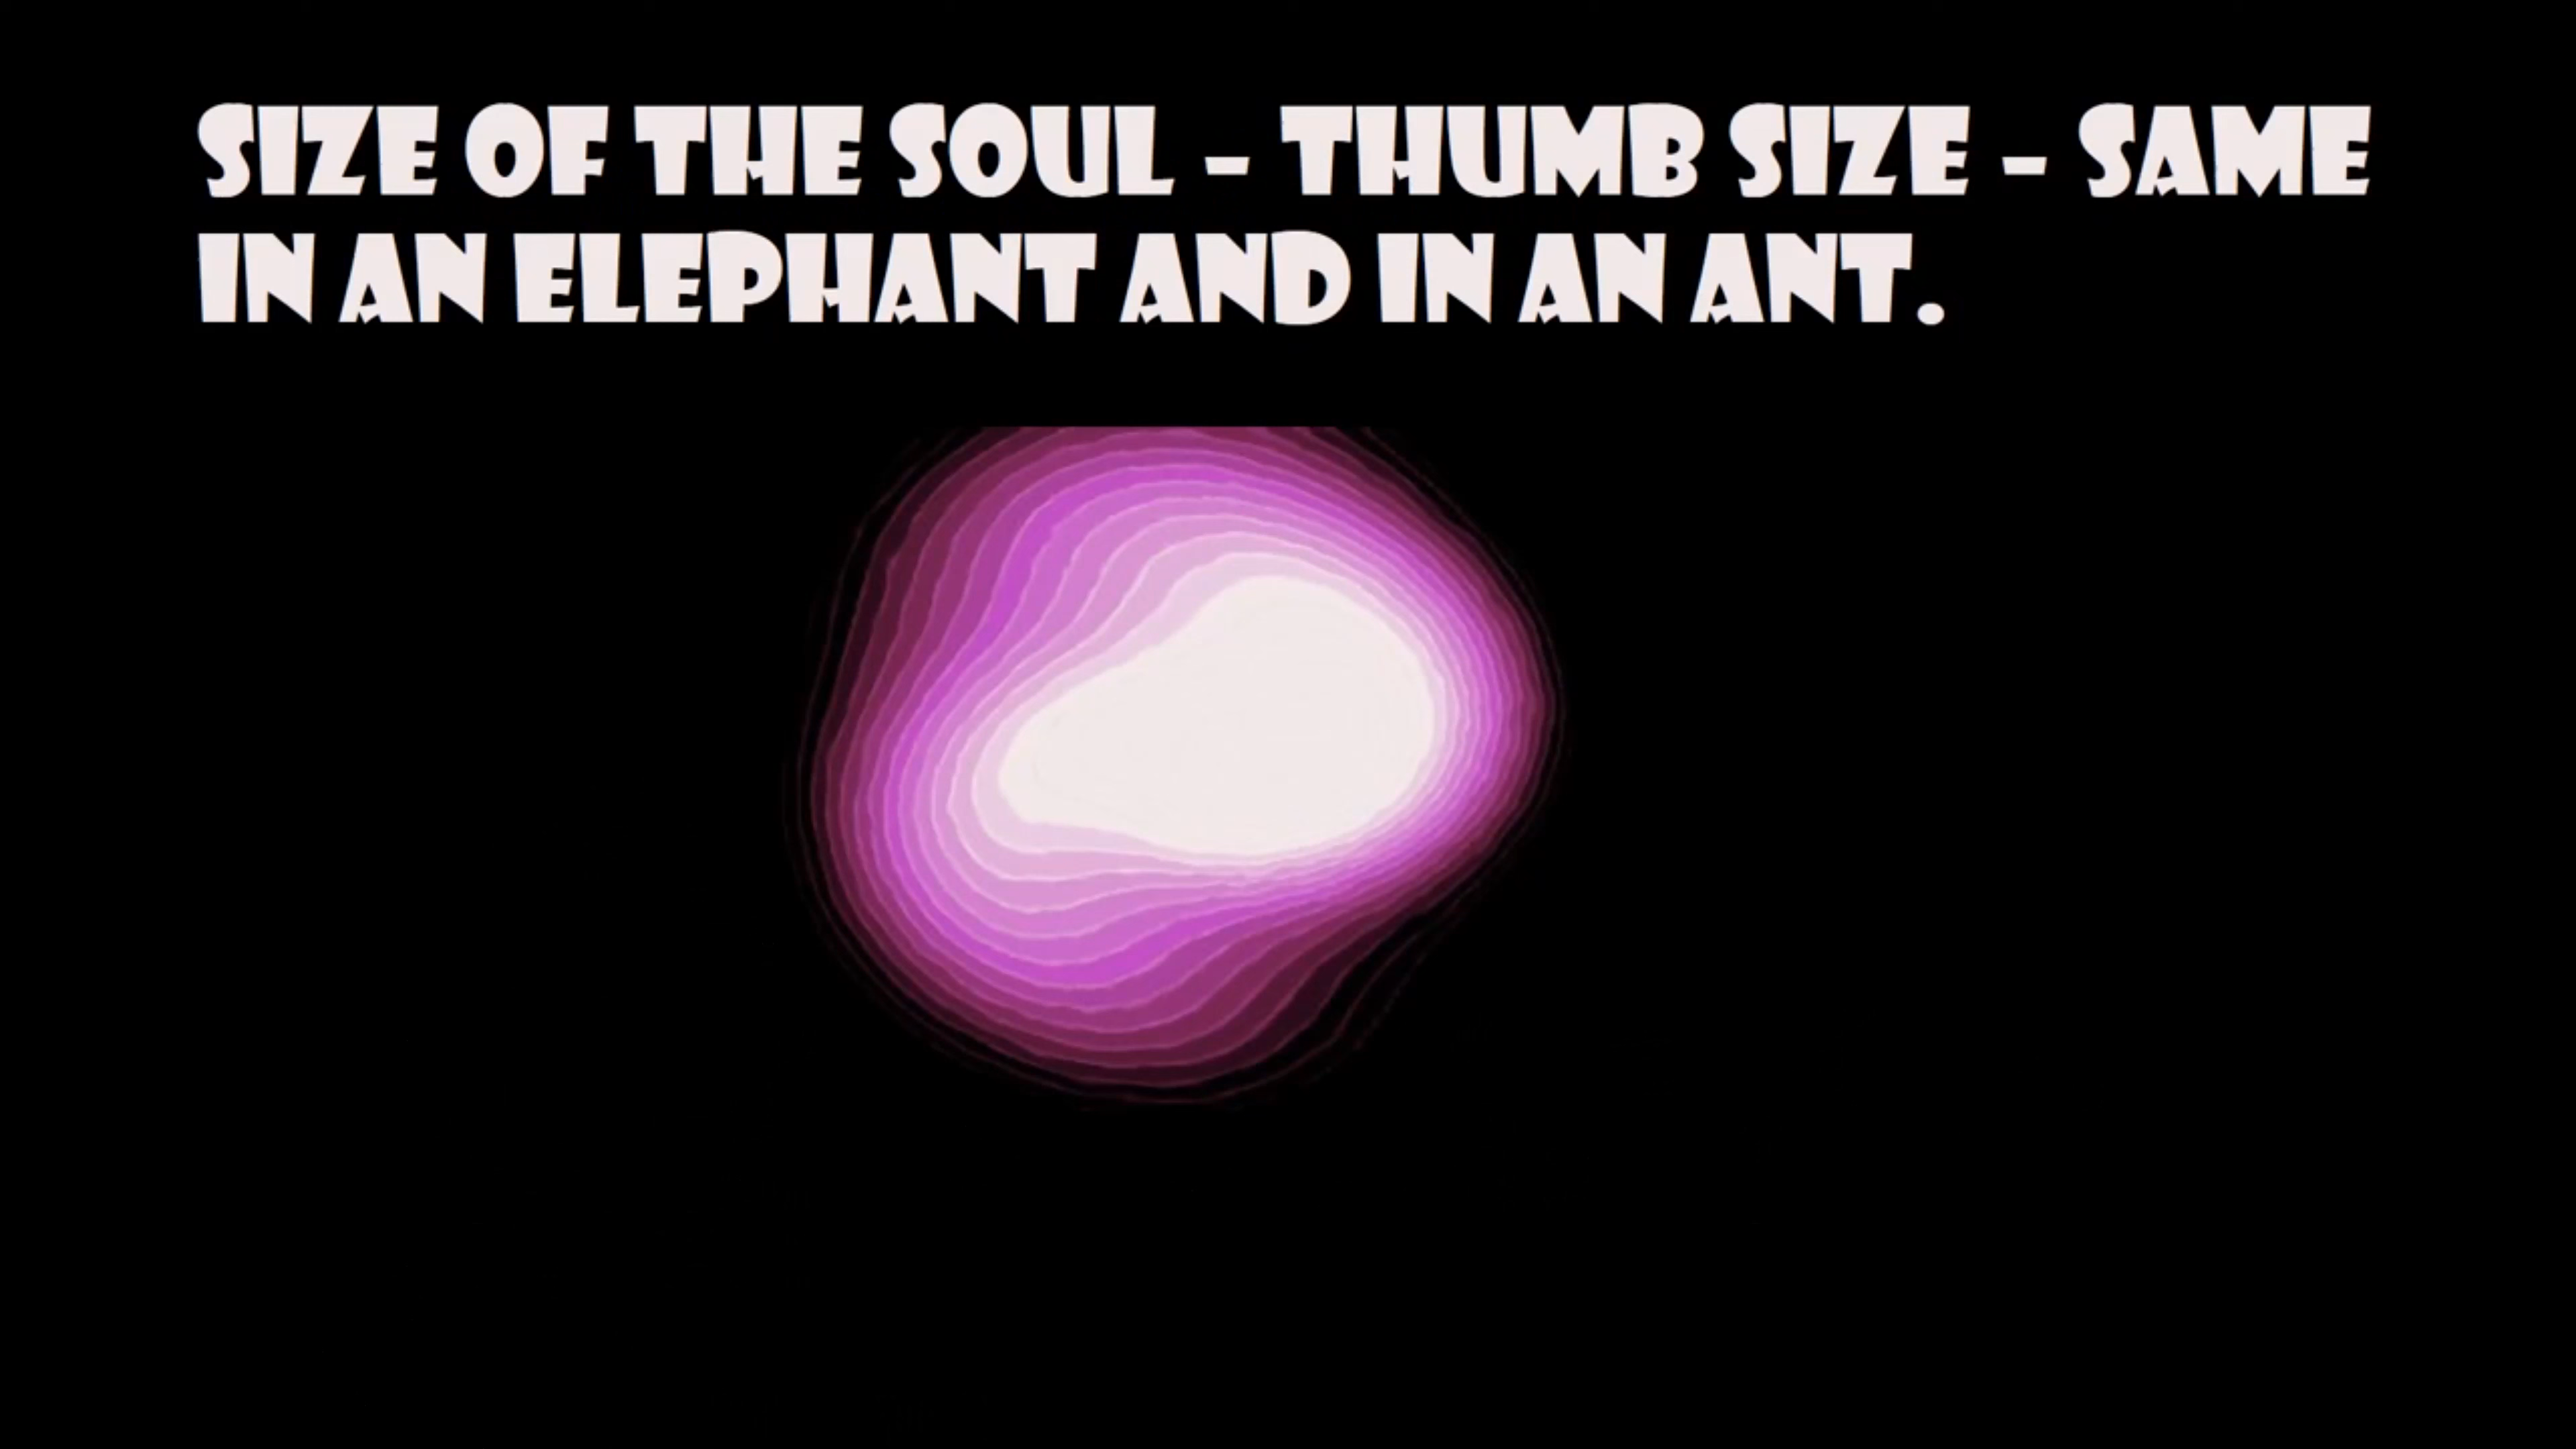 SIZE OF THE SOUL - THUMB SIZE - SAME
IN AN ELEPHANT AND IN AN ANT.